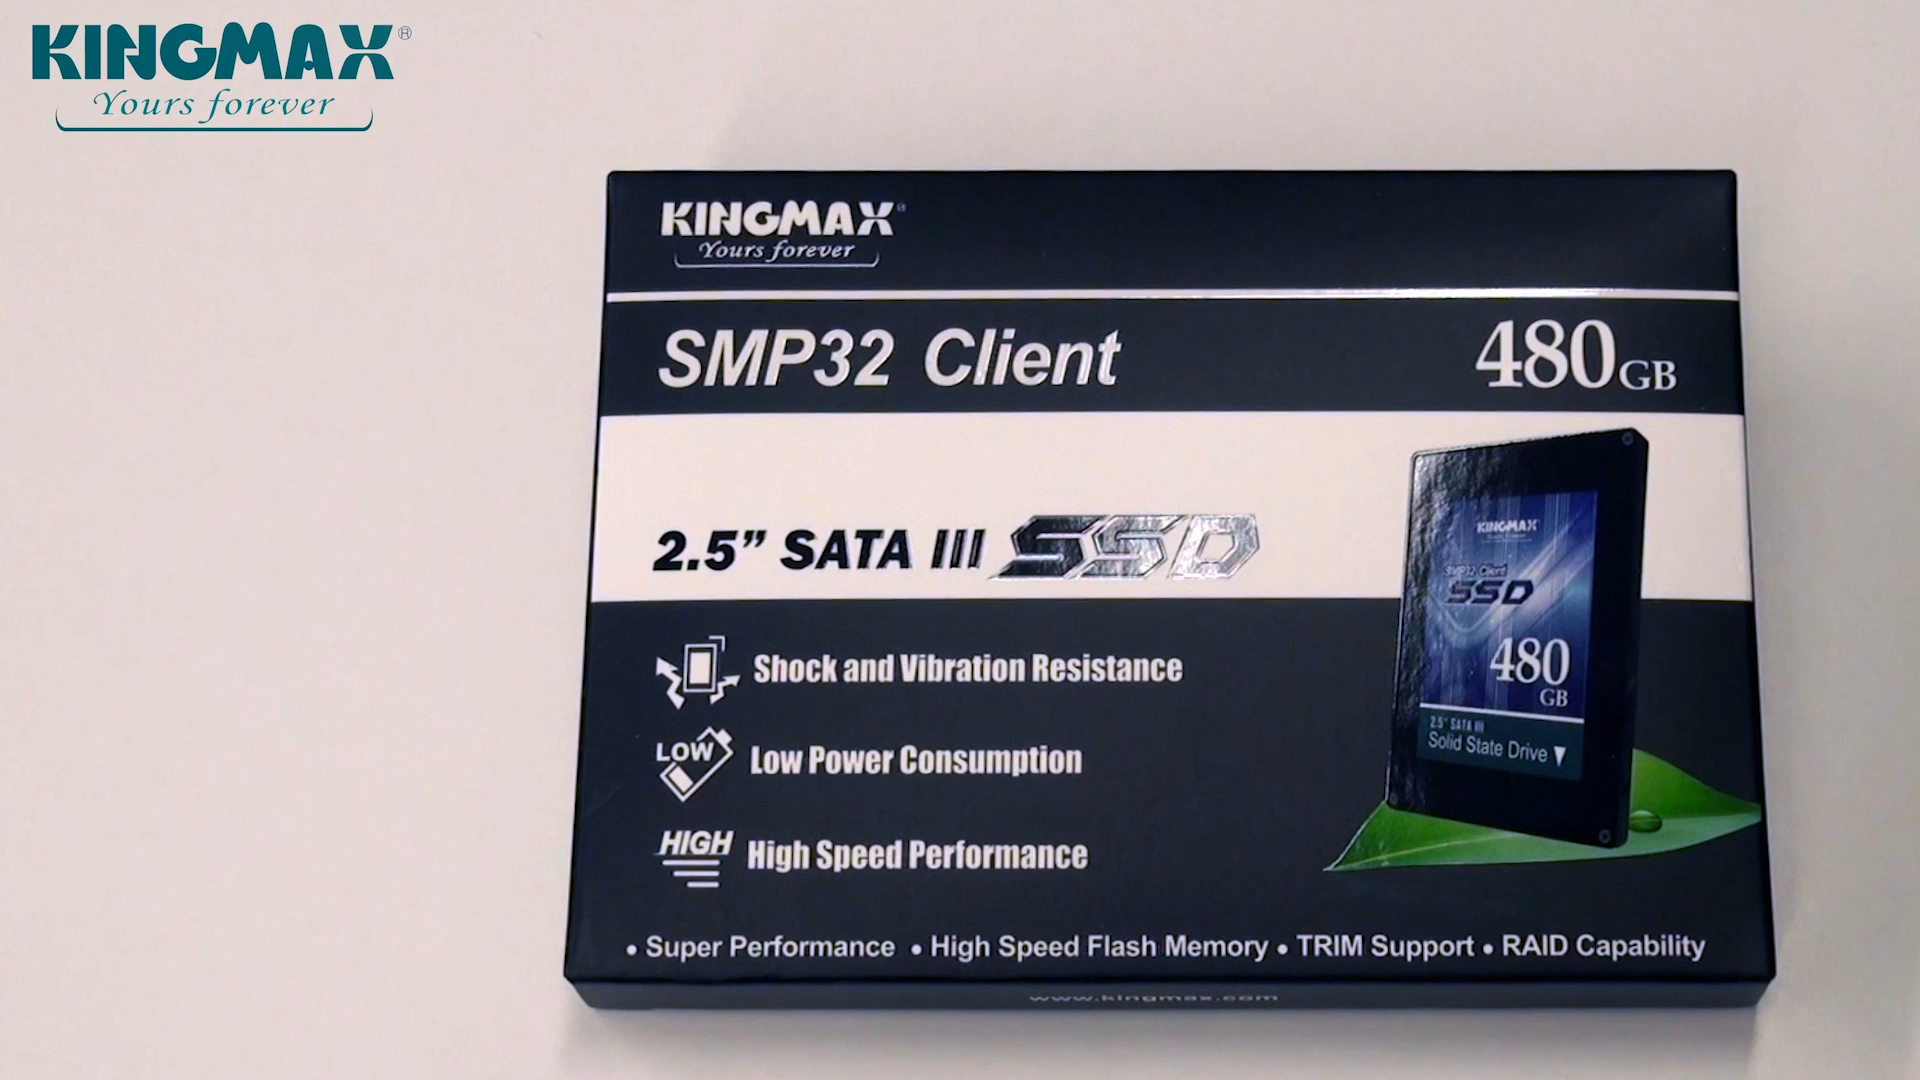 KINGMAX®
Yours forever
KINGMAX®
Yours forever
SMP32 Client 480GB
2.5” SATA III SSD
KINGMAX
SMP32 Client
SSD
480
GB
2.5" SATA III
Solid State Drive
Shock and Vibration Resistance
LOW Low Power Consumption
HIGH High Speed Performance
• Super Performance • High Speed Flash Memory • TRIM Support • RAID Capability
www.kingmax.com